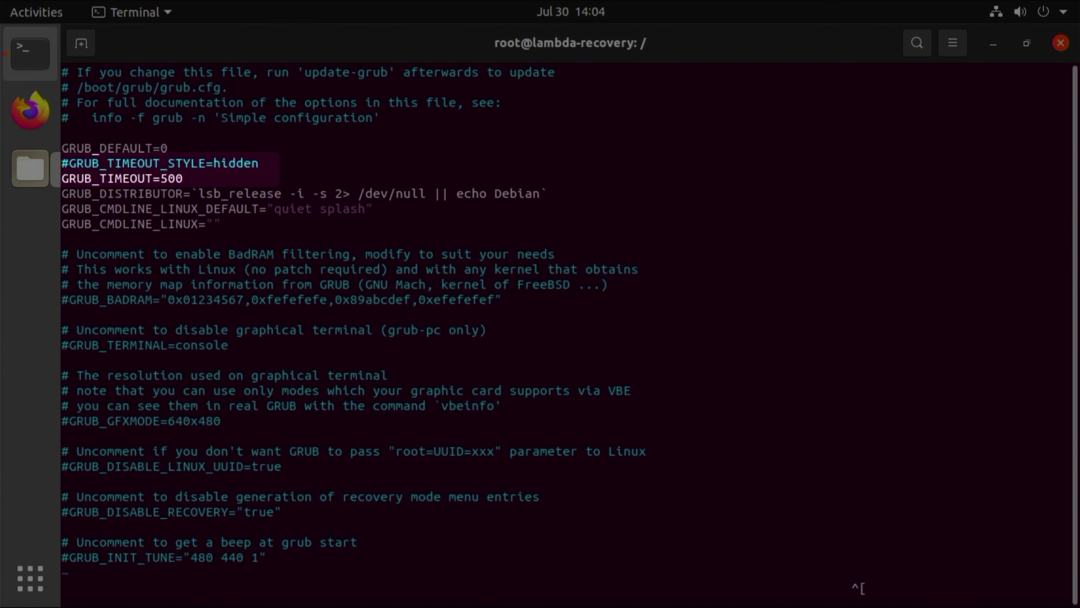 Activities
Terminal
Jul 30 14:04
root@lambda-recovery: /
# If you change this file, run 'update-grub' afterwards to update
# /boot/grub/grub.cfg.
# For full documentation of the options in this file, see:
#   info -f grub -n 'Simple configuration'
GRUB_DEFAULT=0
#GRUB_TIMEOUT_STYLE=hidden
GRUB_TIMEOUT=500
GRUB_DISTRIBUTOR=`lsb_release -i -s 2> /dev/null || echo Debian`
GRUB_CMDLINE_LINUX_DEFAULT="quiet splash"
GRUB_CMDLINE_LINUX=""
# Uncomment to enable BadRAM filtering, modify to suit your needs
# This works with Linux (no patch required) and with any kernel that obtains
# the memory map information from GRUB (GNU Mach, kernel of FreeBSD ...)
#GRUB_BADRAM="0x01234567,0xfefefefe,0x89abcdef,0xefefefef"
# Uncomment to disable graphical terminal (grub-pc only)
#GRUB_TERMINAL=console
# The resolution used on graphical terminal
# note that you can use only modes which your graphic card supports via VBE
# you can see them in real GRUB with the command `vbeinfo'
#GRUB_GFXMODE=640x480
# Uncomment if you don't want GRUB to pass "root=UUID=xxx" parameter to Linux
#GRUB_DISABLE_LINUX_UUID=true
# Uncomment to disable generation of recovery mode menu entries
#GRUB_DISABLE_RECOVERY="true"
# Uncomment to get a beep at grub start
#GRUB_INIT_TUNE="480 440 1"
~
^[